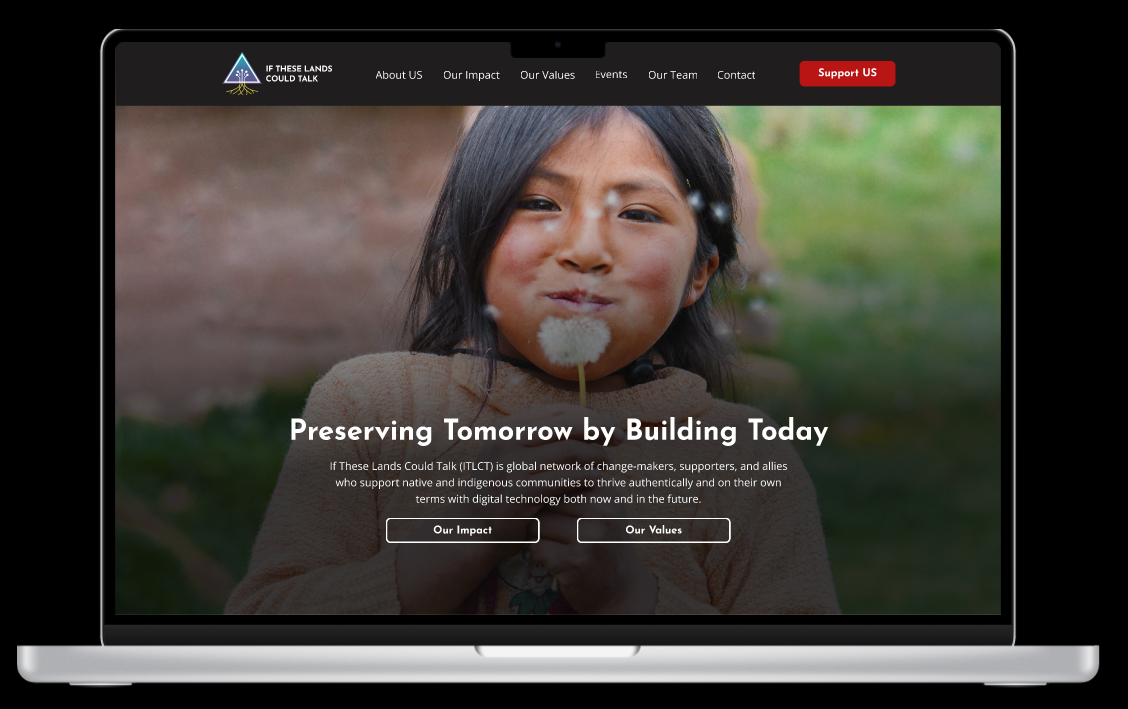 IF THESE LANDS
COULD TALK
About US Our Impact Our Values Events Our Team Contact
Support US
Preserving Tomorrow by Building Today
If These Lands Could Talk (ITLCT) is global network of change-makers, supporters, and allies
who support native and indigenous communities to thrive authentically and on their own
terms with digital technology both now and in the future.
Our Impact
Our Values